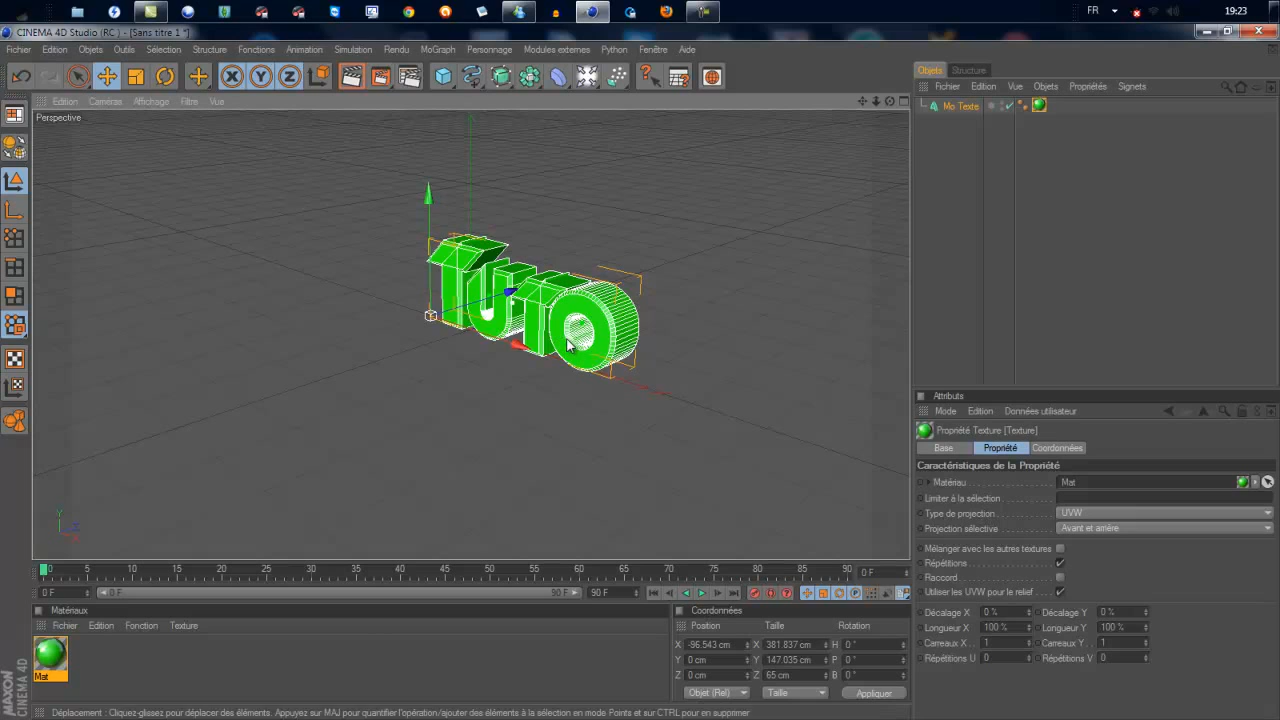 FR
19:23
CINEMA 4D Studio (RC) - [Sans titre 1 *]
Fichier Edition Objets Outils Sélection Structure Fonctions Animation Simulation Rendu MoGraph Personnage Modules externes Python Fenêtre Aide
Edition Caméras Affichage Filtre Vue
Perspective
Tuto
Y
Z
X
Objets Structure
Fichier Edition Vue Objets Propriétés Signets
Mo Texte
Attributs
Mode Edition Données utilisateur
Propriété Texture [Texture]
Base Propriété Coordonnées
Caractéristiques de la Propriété
Matériau Mat
Limiter à la sélection
Type de projection UVW
Projection sélective Avant et arrière
Mélanger avec les autres textures
Répétitions
Raccord
Utiliser les UVW pour le relief
Décalage X 0 % Décalage Y 0 %
Longueur X 100 % Longueur Y 100 %
Carreaux X 1 Carreaux Y 1
Répétitions U 0 Répétitions V 0
0 5 10 15 20 25 30 35 40 45 50 55 60 65 70 75 80 85 90 0 F
0 F 0 F 90 F 90 F
Matériaux
Fichier Edition Fonction Texture
Mat
Coordonnées
Position Taille Rotation
X -96.543 cm X 381.837 cm H 0 °
Y 0 cm Y 147.035 cm P 0 °
Z 0 cm Z 65 cm B 0 °
Objet (Rel) Taille Appliquer
MAXON
CINEMA 4D
Déplacement : Cliquez-glissez pour déplacer des éléments. Appuyez sur MAJ pour quantifier l'opération/ajouter des éléments à la sélection en mode Points et sur CTRL pour en supprimer